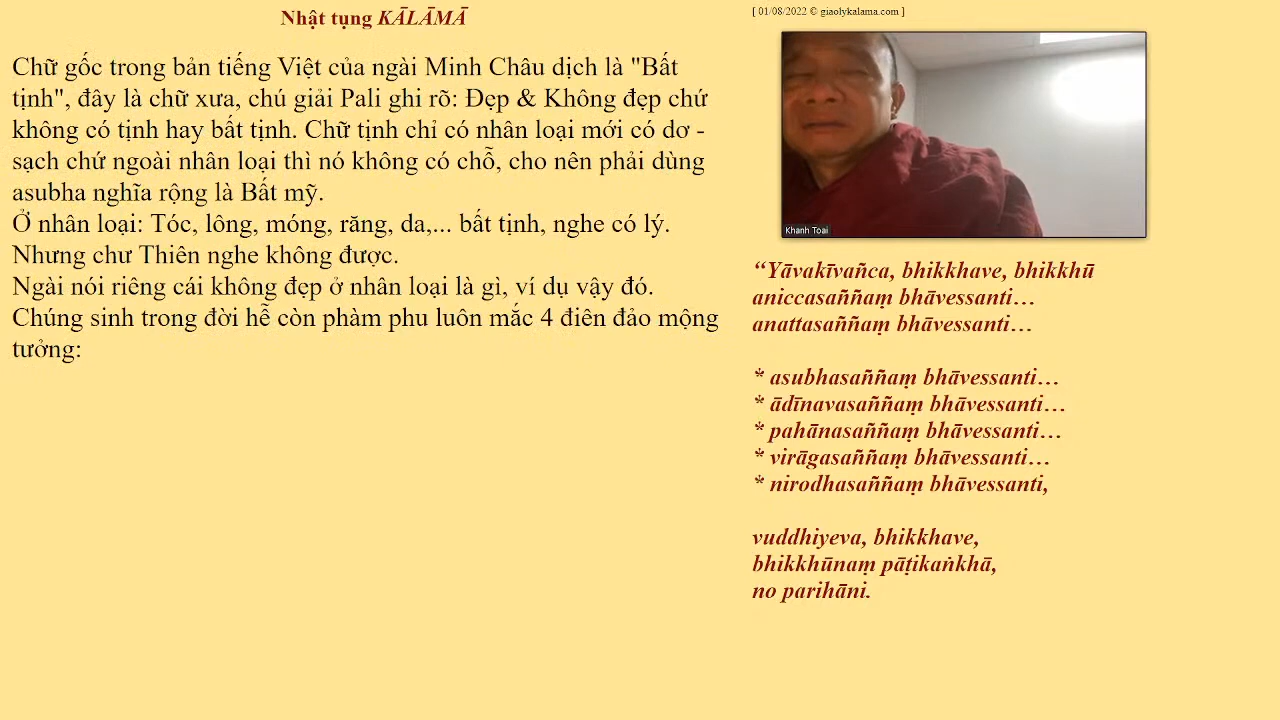 Nhật tụng KĀLĀMĀ
Chữ gốc trong bản tiếng Việt của ngài Minh Châu dịch là "Bất
tịnh", đây là chữ xưa, chú giải Pali ghi rõ: Đẹp & Không đẹp chứ
không có tịnh hay bất tịnh. Chữ tịnh chỉ có nhân loại mới có dơ -
sạch chứ ngoài nhân loại thì nó không có chỗ, cho nên phải dùng
asubha nghĩa rộng là Bất mỹ.
Ở nhân loại: Tóc, lông, móng, răng, da,... bất tịnh, nghe có lý.
Nhưng chư Thiên nghe không được.
Ngài nói riêng cái không đẹp ở nhân loại là gì, ví dụ vậy đó.
Chúng sinh trong đời hễ còn phàm phu luôn mắc 4 điên đảo mộng
tưởng:
[ 01/08/2022 © giaolykalama.com ]
Khanh Toai
“Yāvakīvañca, bhikkhave, bhikkhū
aniccasaññaṃ bhāvessanti…
anattasaññaṃ bhāvessanti…
* asubhasaññaṃ bhāvessanti…
* ādīnavasaññaṃ bhāvessanti…
* pahānasaññaṃ bhāvessanti…
* virāgasaññaṃ bhāvessanti…
* nirodhasaññaṃ bhāvessanti,
vuddhiyeva, bhikkhave,
bhikkhūnaṃ pāṭikaṅkhā,
no parihāni.